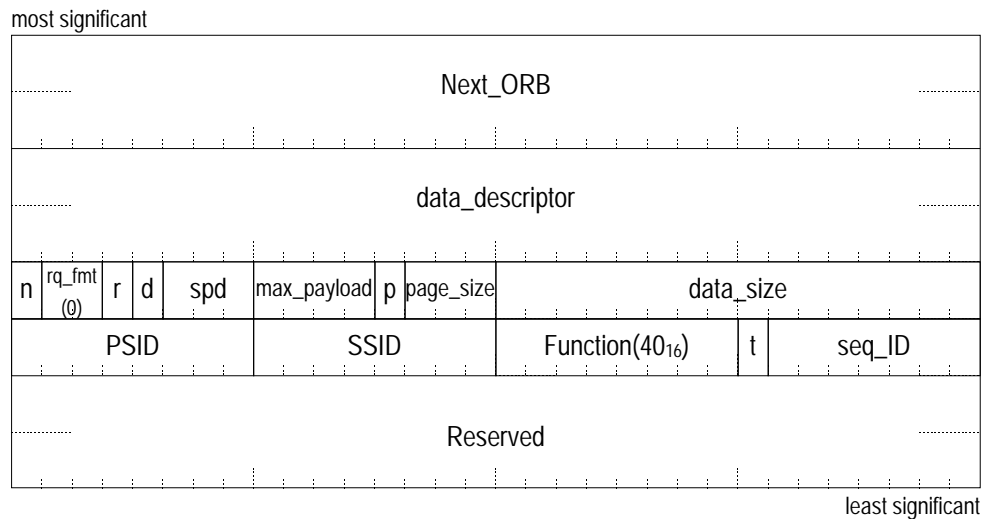 most significant
Next_ORB
data_descriptor
n rq_fmt (0) r d spd max_payload p page_size data_size
PSID SSID Function(40₁₆) t seq_ID
Reserved
least significant